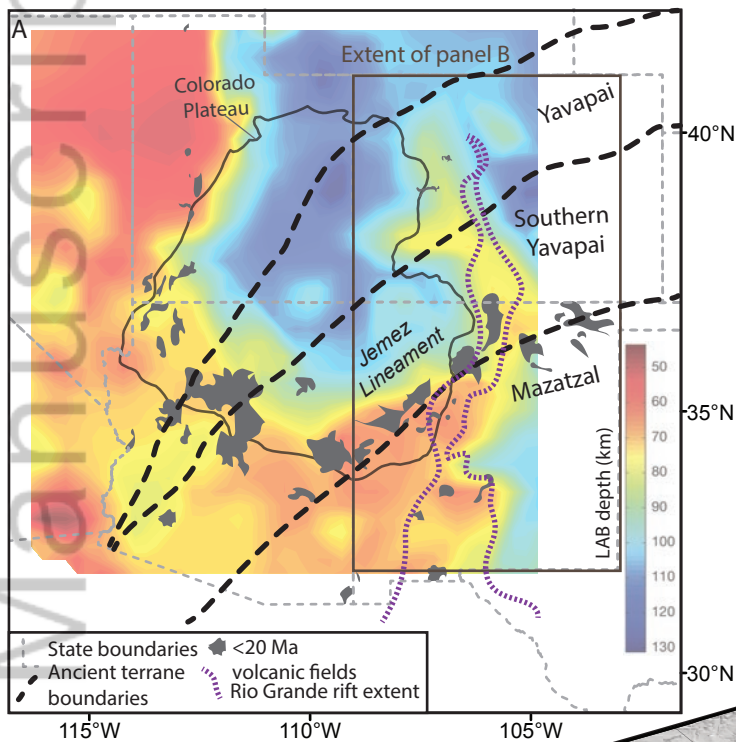 Manuscrip
A
Extent of panel B
Colorado
Plateau
Yavapai
40°N
Southern
Yavapai
Jemez
Lineament
Mazatzal
35°N
LAB depth (km)
50
60
70
80
90
100
110
120
130
State boundaries
<20 Ma
volcanic fields
Ancient terrane
boundaries
Rio Grande rift extent
30°N
115°W
110°W
105°W